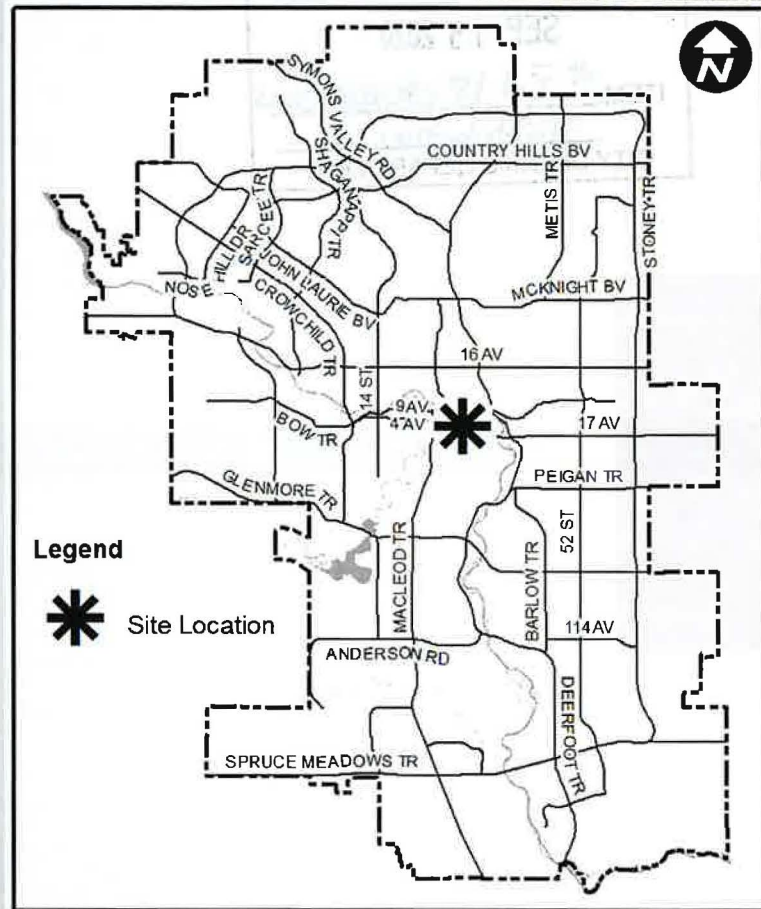 N
SYMONS VALLEY RD
SHAGANAPPI TR
COUNTRY HILLS BV
METIS TR
STONEY TR
SARCEE TR
NOSE HILL DR
JOHN LAURIE BV
CROWCHILD TR
MCKNIGHT BV
16 AV
14 ST
9 AV
4 AV
17 AV
BOW TR
PEIGAN TR
GLENMORE TR
52 ST
Legend
MACLEOD TR
BARLOW TR
Site Location
114 AV
ANDERSON RD
DEERFOOT TR
SPRUCE MEADOWS TR